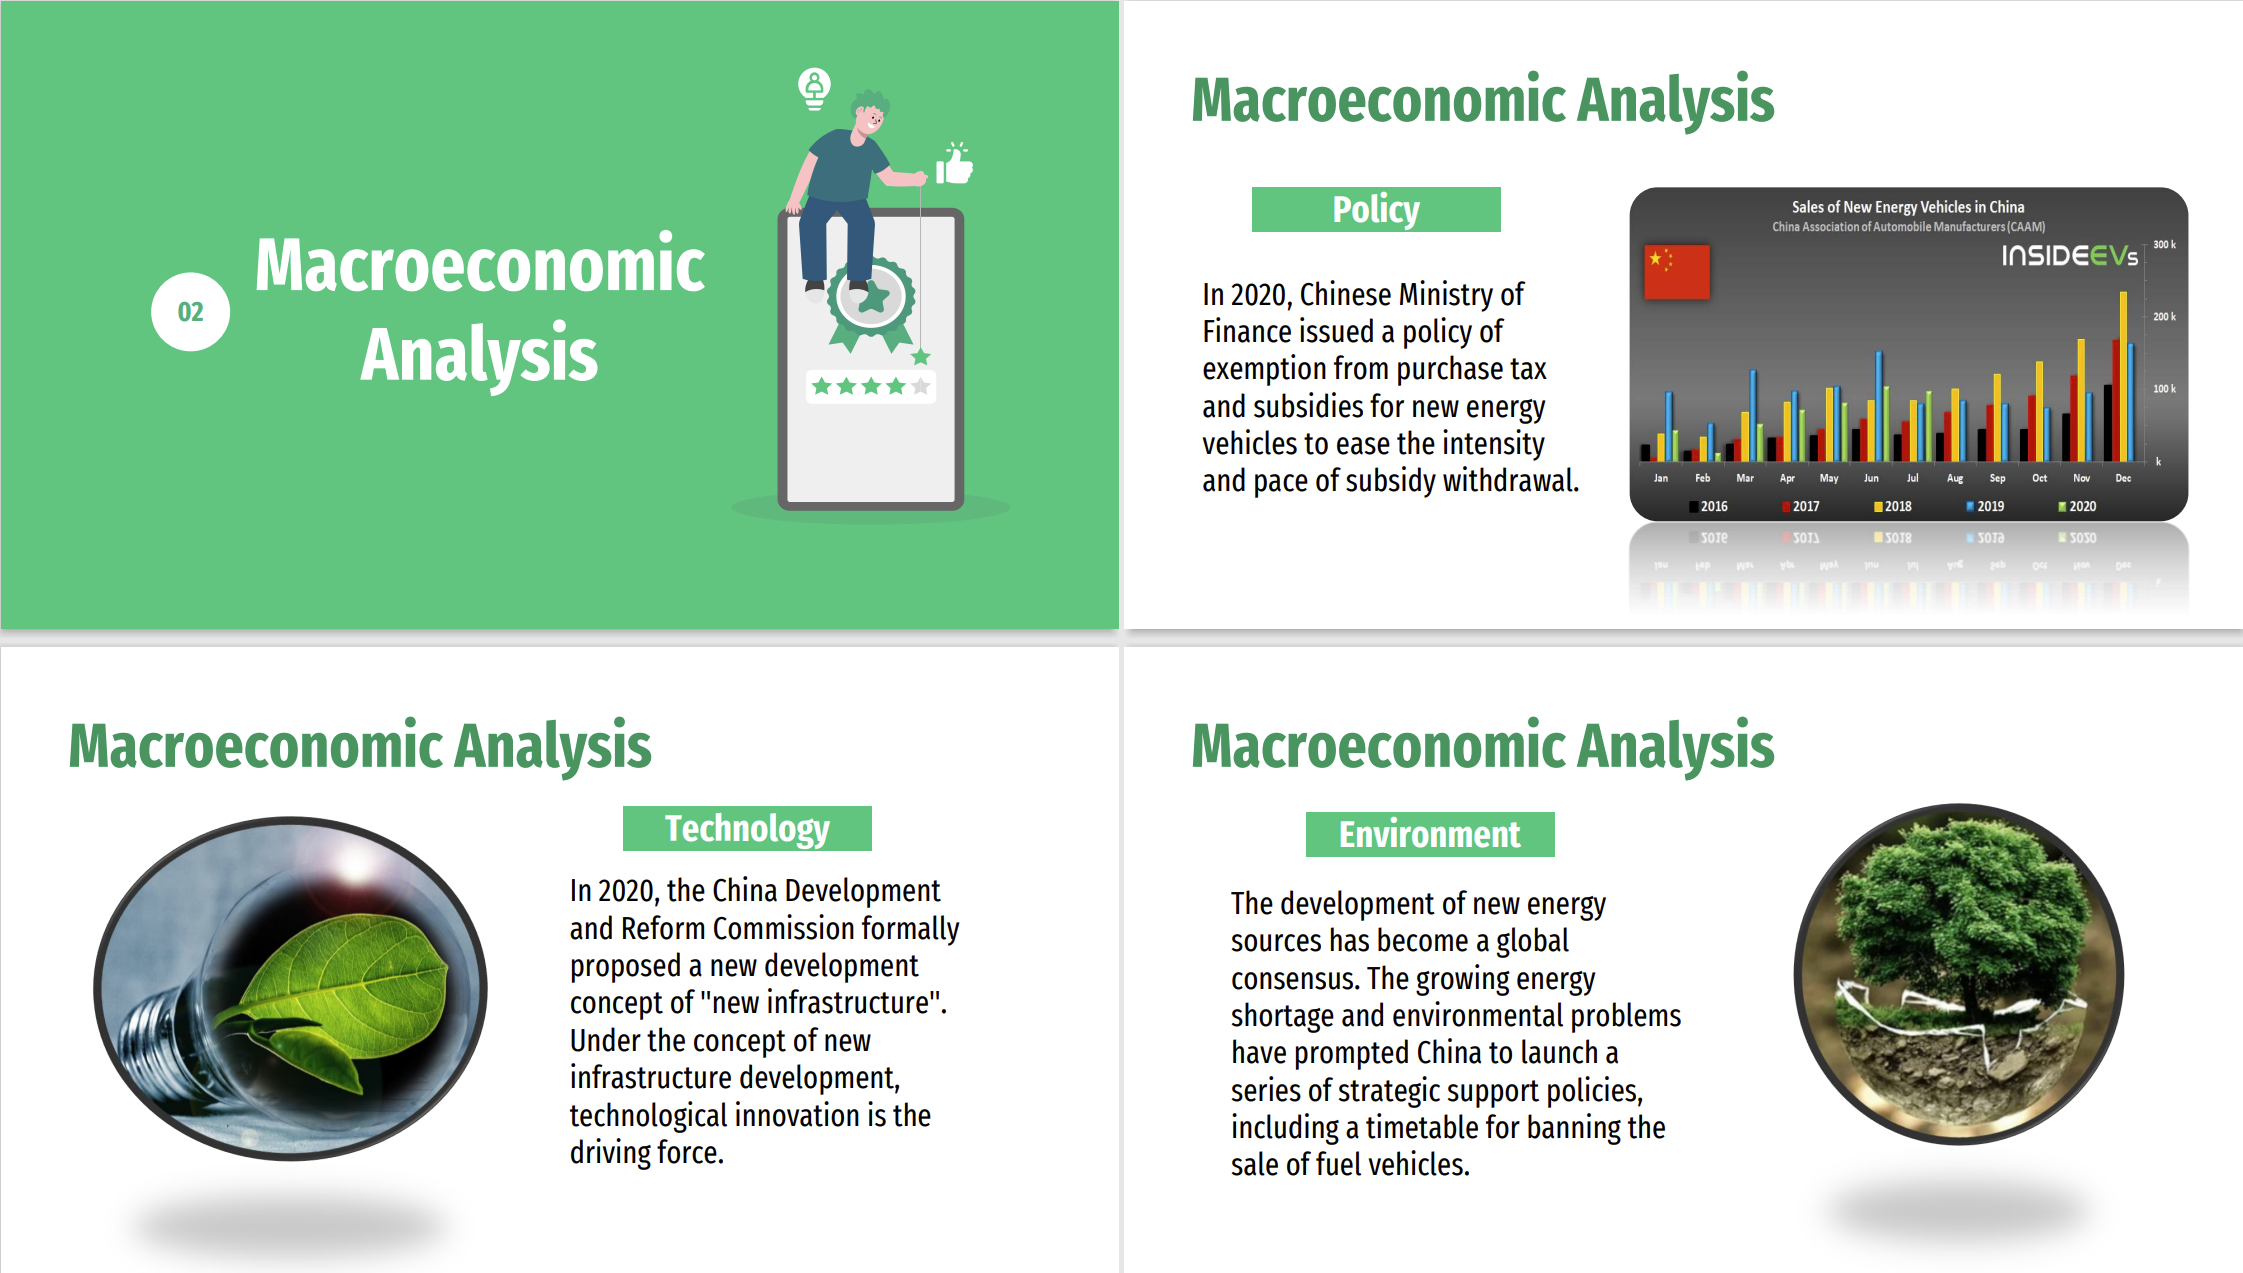 02
Macroeconomic
Analysis
Macroeconomic Analysis
Policy
In 2020, Chinese Ministry of
Finance issued a policy of
exemption from purchase tax
and subsidies for new energy
vehicles to ease the intensity
and pace of subsidy withdrawal.
Sales of New Energy Vehicles in China
China Association of Automobile Manufacturers (CAAM)
INSIDEEVs
300 k
200 k
100 k
k
Jan Feb Mar Apr May Jun Jul Aug Sep Oct Nov Dec
2016 2017 2018 2019 2020
Macroeconomic Analysis
Technology
In 2020, the China Development
and Reform Commission formally
proposed a new development
concept of "new infrastructure".
Under the concept of new
infrastructure development,
technological innovation is the
driving force.
Macroeconomic Analysis
Environment
The development of new energy
sources has become a global
consensus. The growing energy
shortage and environmental problems
have prompted China to launch a
series of strategic support policies,
including a timetable for banning the
sale of fuel vehicles.